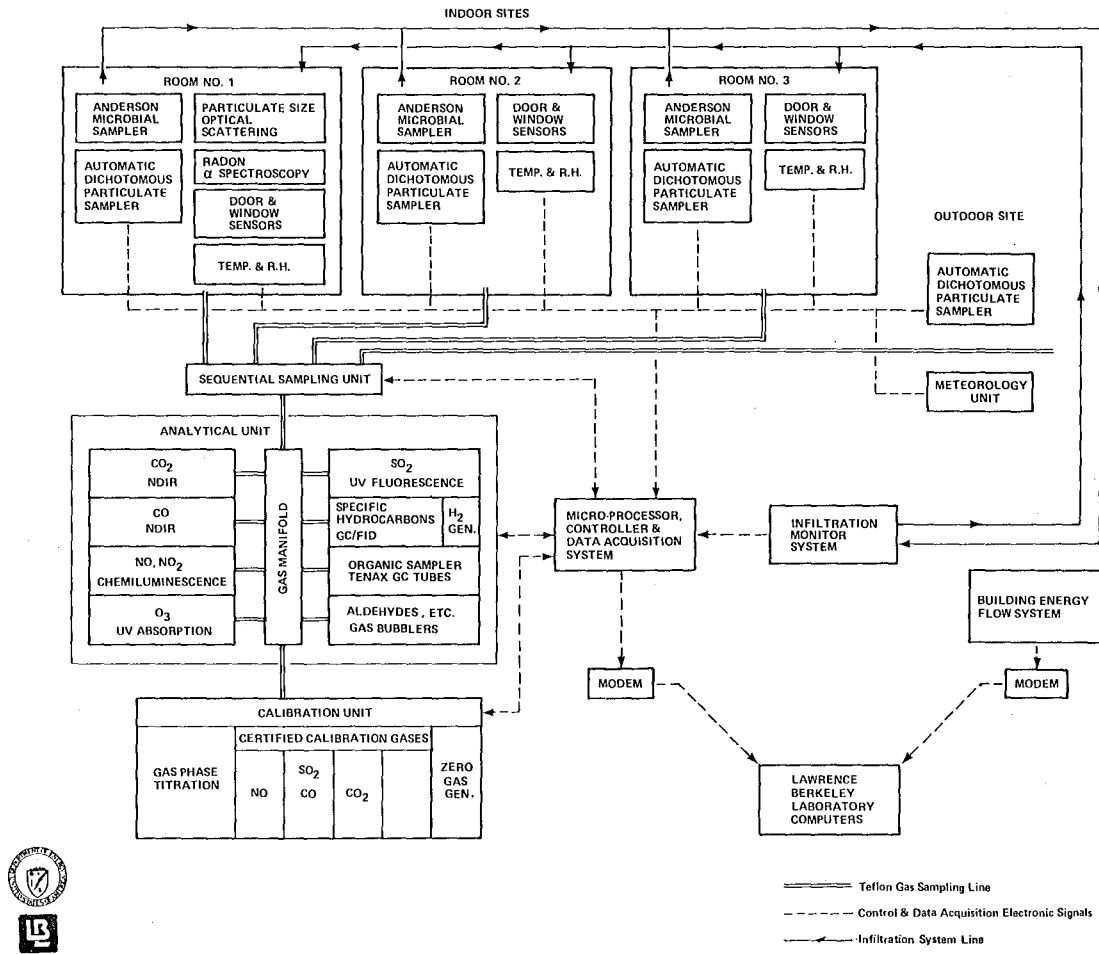 INDOOR SITES
ROOM NO. 1
ANDERSON
MICROBIAL
SAMPLER
PARTICULATE SIZE
OPTICAL
SCATTERING
AUTOMATIC
DICHOTOMOUS
PARTICULATE
SAMPLER
RADON
α SPECTROSCOPY
DOOR &
WINDOW
SENSORS
TEMP. & R.H.
ROOM NO. 2
ANDERSON
MICROBIAL
SAMPLER
DOOR &
WINDOW
SENSORS
AUTOMATIC
DICHOTOMOUS
PARTICULATE
SAMPLER
TEMP. & R.H.
ROOM NO. 3
ANDERSON
MICROBIAL
SAMPLER
DOOR &
WINDOW
SENSORS
AUTOMATIC
DICHOTOMOUS
PARTICULATE
SAMPLER
TEMP. & R.H.
OUTDOOR SITE
AUTOMATIC
DICHOTOMOUS
PARTICULATE
SAMPLER
METEOROLOGY
UNIT
SEQUENTIAL SAMPLING UNIT
ANALYTICAL UNIT
CO2
NDIR
CO
NDIR
NO, NO2
CHEMILUMINESCENCE
O3
UV ABSORPTION
GAS MANIFOLD
SO2
UV FLUORESCENCE
SPECIFIC
HYDROCARBONS
GC/FID
H2
GEN.
ORGANIC SAMPLER
TENAX GC TUBES
ALDEHYDES, ETC.
GAS BUBBLERS
MICRO-PROCESSOR,
CONTROLLER &
DATA ACQUISITION
SYSTEM
INFILTRATION
MONITOR
SYSTEM
BUILDING ENERGY
FLOW SYSTEM
MODEM
MODEM
CALIBRATION UNIT
GAS PHASE
TITRATION
CERTIFIED CALIBRATION GASES
NO
SO2
CO
CO2
ZERO
GAS
GEN.
LAWRENCE
BERKELEY
LABORATORY
COMPUTERS
LBL
Teflon Gas Sampling Line
Control & Data Acquisition Electronic Signals
Infiltration System Line